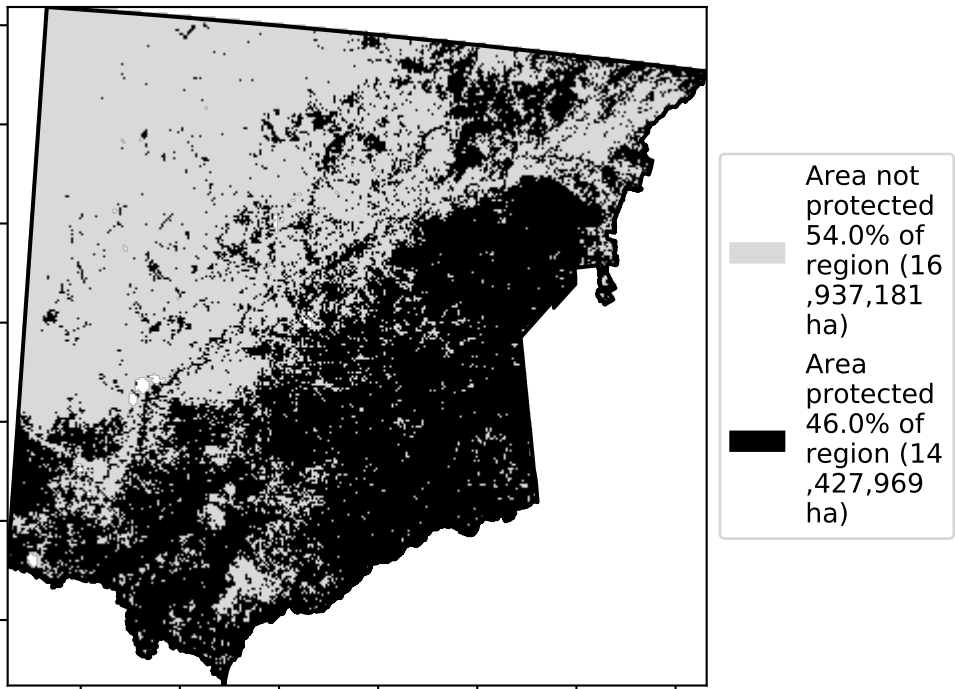 Area not
protected
54.0% of
region (16
,937,181
ha)
Area
protected
46.0% of
region (14
,427,969
ha)